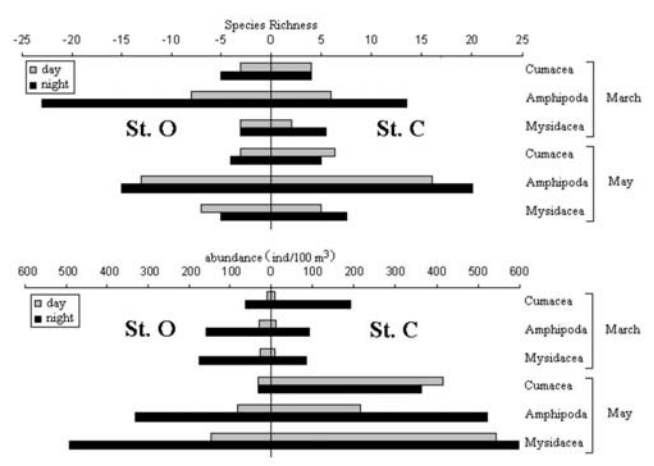 Species Richness
-25 -20 -15 -10 -5 0 5 10 15 20 25
day
night
Cumacea
Amphipoda March
St. O St. C
Mysidacea
Cumacea
Amphipoda May
Mysidacea
abundance ( ind/100 m³)
600 500 400 300 200 100 0 100 200 300 400 500 600
day
night
Cumacea
St. O St. C
Amphipoda March
Mysidacea
Cumacea
Amphipoda May
Mysidacea